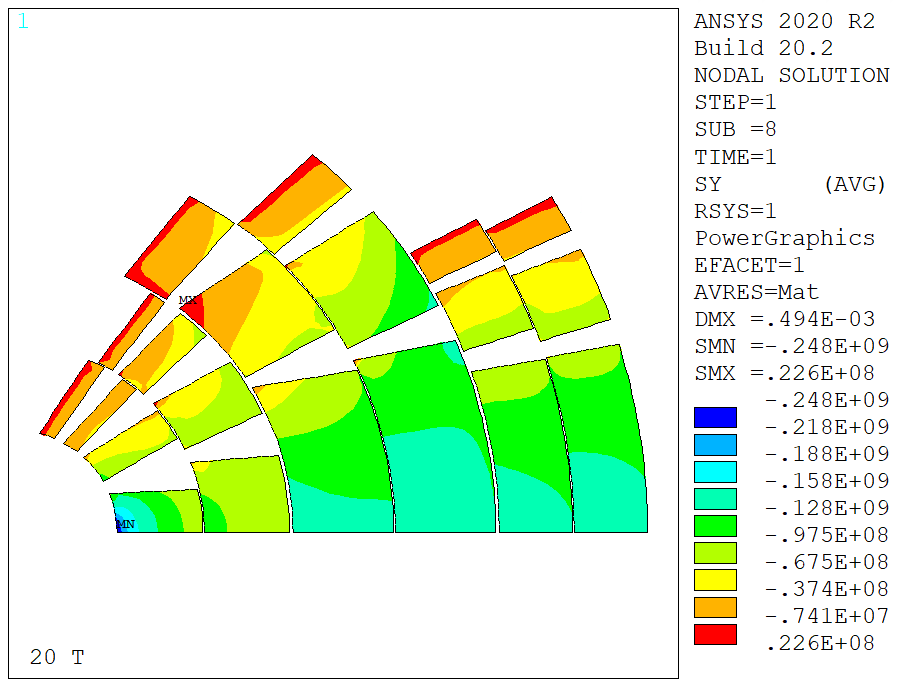 1
ANSYS 2020 R2
Build 20.2
NODAL SOLUTION
STEP=1
SUB =8
TIME=1
SY (AVG)
RSYS=1
PowerGraphics
EFACET=1
AVRES=Mat
DMX =.494E-03
SMN =-.248E+09
SMX =.226E+08
-.248E+09
-.218E+09
-.188E+09
-.158E+09
-.128E+09
-.975E+08
-.675E+08
-.374E+08
-.741E+07
.226E+08
MX
MN
20 T